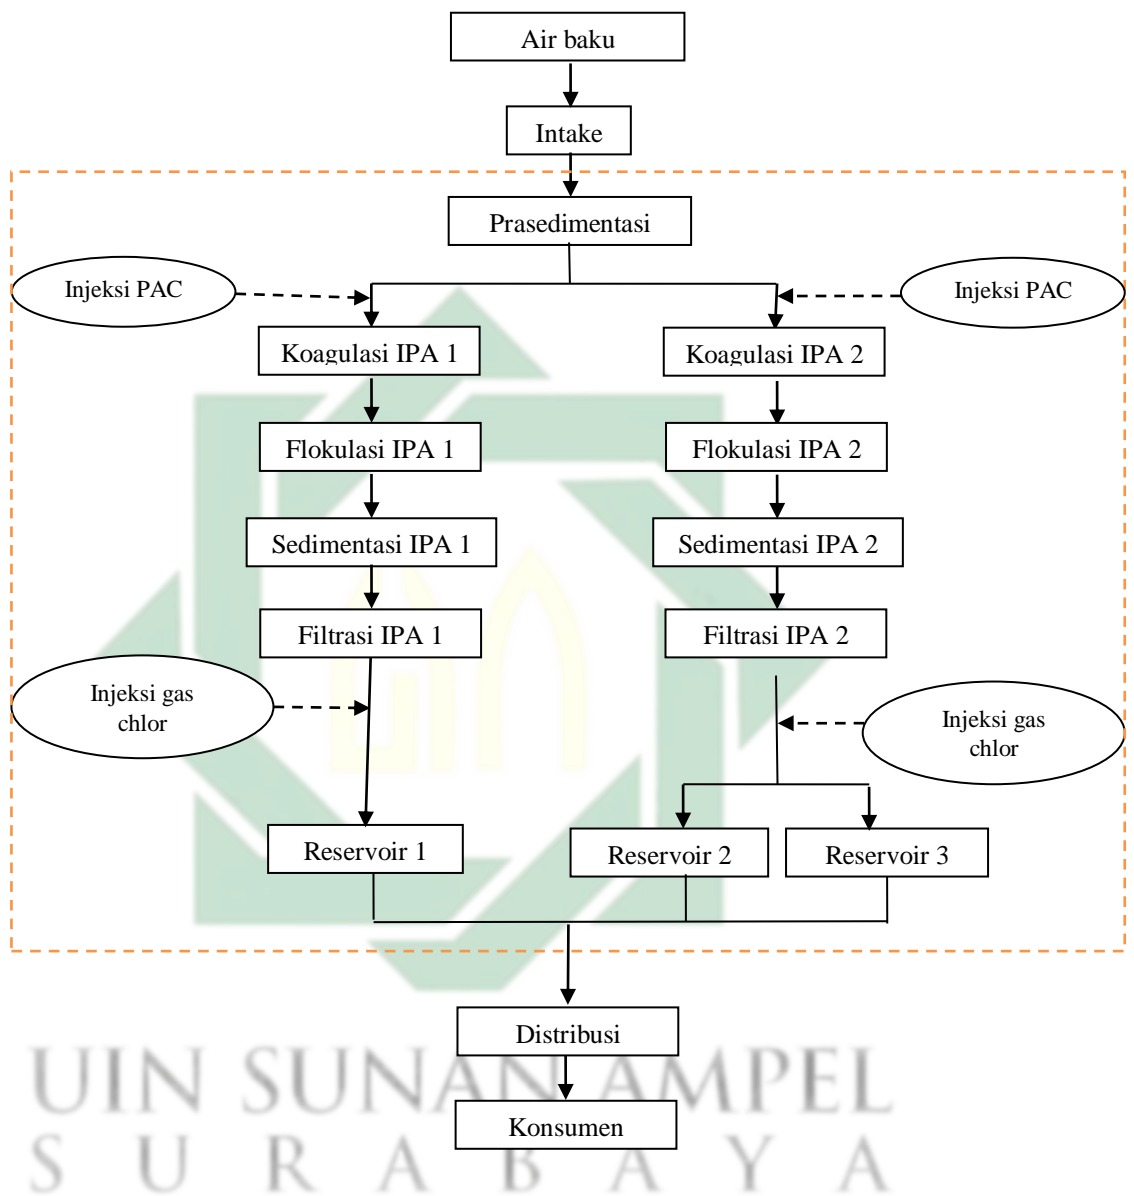 Air baku
Intake
Prasedimentasi
Injeksi PAC
Injeksi PAC
Koagulasi IPA 1
Koagulasi IPA 2
Flokulasi IPA 1
Flokulasi IPA 2
Sedimentasi IPA 1
Sedimentasi IPA 2
Filtrasi IPA 1
Filtrasi IPA 2
Injeksi gas
chlor
Injeksi gas
chlor
Reservoir 1
Reservoir 2
Reservoir 3
Distribusi
UIN SUNAN AMPEL
Konsumen
SURABAYA